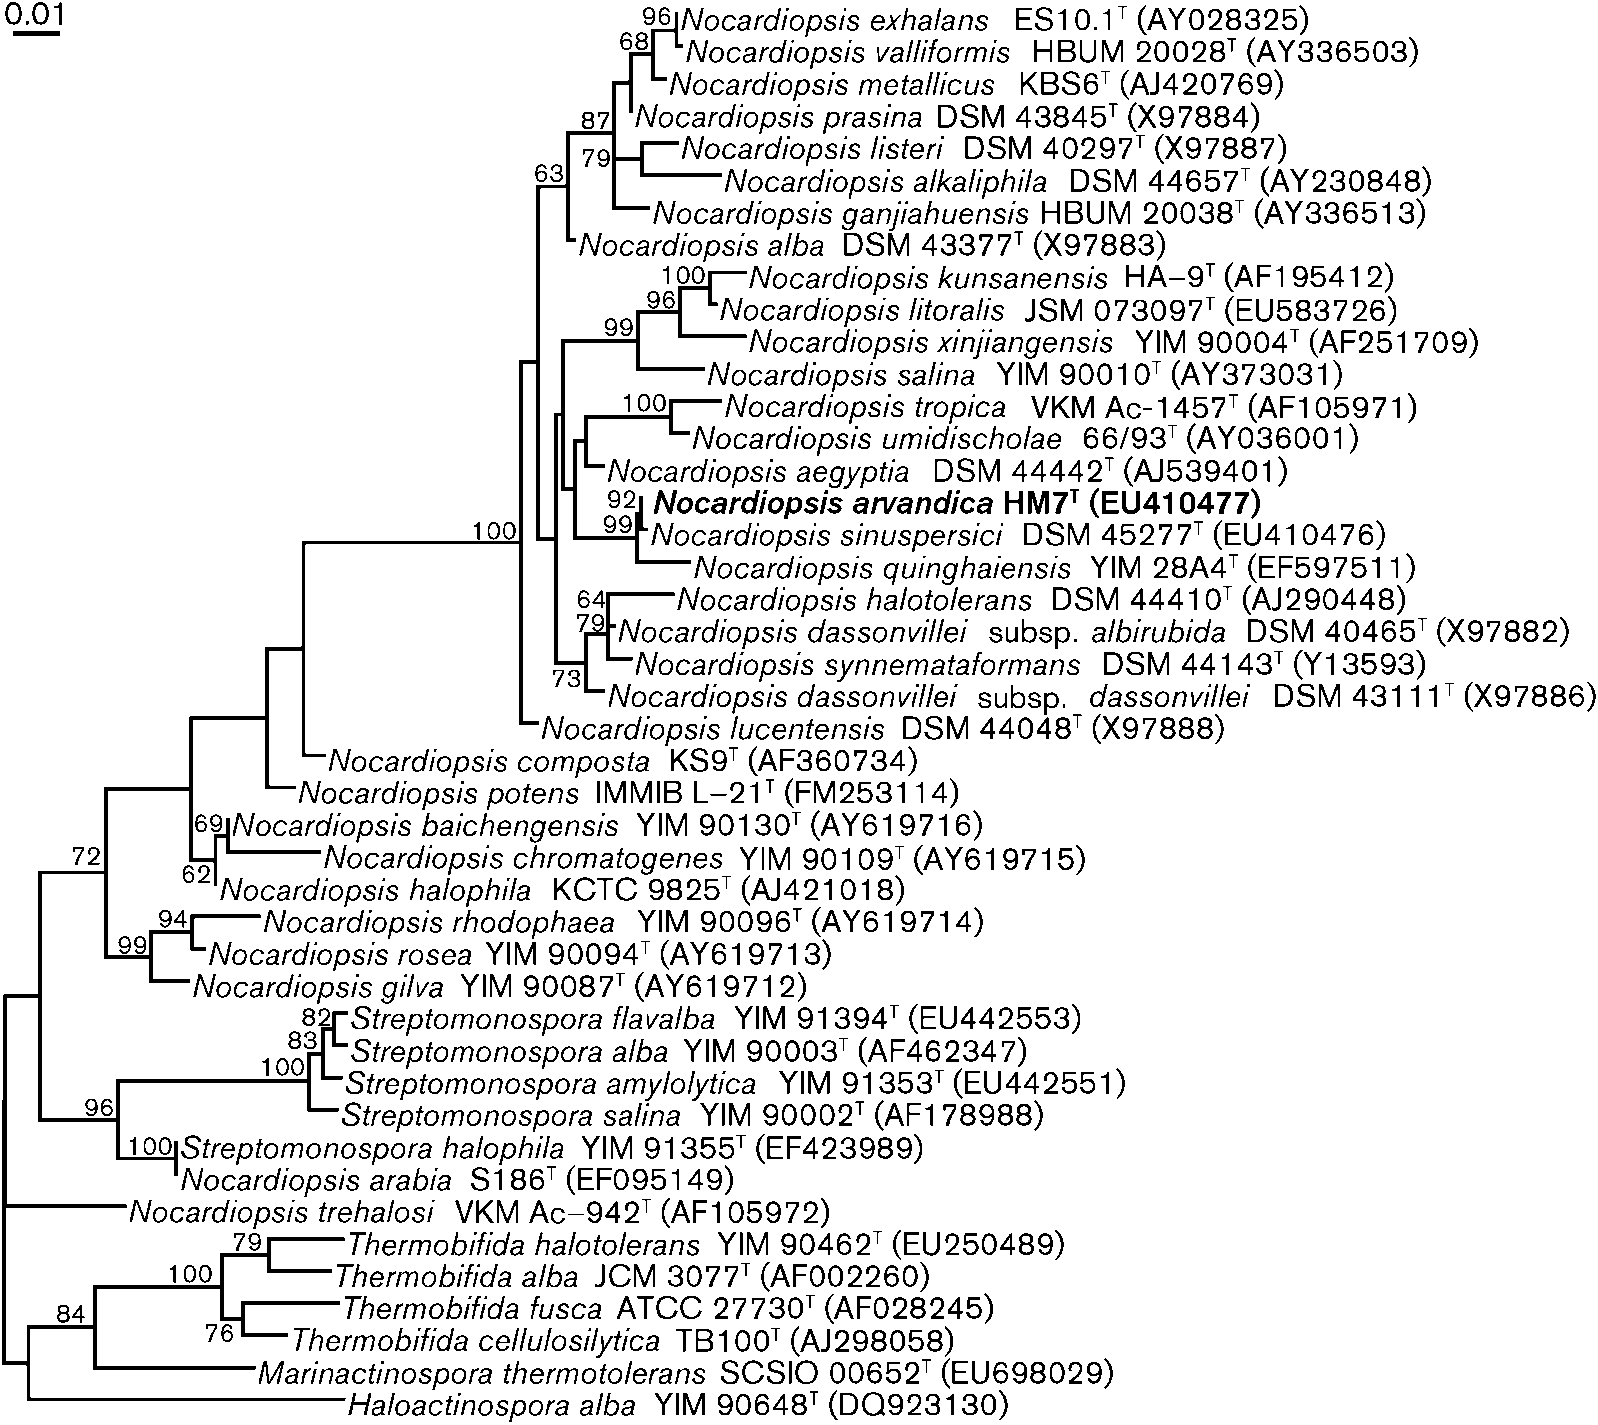 0.01
96
Nocardiopsis exhalans ES10.1ᵀ (AY028325)
68
Nocardiopsis valliformis HBUM 20028ᵀ (AY336503)
Nocardiopsis metallicus KBS6ᵀ (AJ420769)
87
Nocardiopsis prasina DSM 43845ᵀ (X97884)
79
Nocardiopsis listeri DSM 40297ᵀ (X97887)
63
Nocardiopsis alkaliphila DSM 44657ᵀ (AY230848)
Nocardiopsis ganjiahuensis HBUM 20038ᵀ (AY336513)
Nocardiopsis alba DSM 43377ᵀ (X97883)
100
Nocardiopsis kunsanensis HA–9ᵀ (AF195412)
96
Nocardiopsis litoralis JSM 073097ᵀ (EU583726)
99
Nocardiopsis xinjiangensis YIM 90004ᵀ (AF251709)
Nocardiopsis salina YIM 90010ᵀ (AY373031)
100
Nocardiopsis tropica VKM Ac-1457ᵀ (AF105971)
Nocardiopsis umidischolae 66/93ᵀ (AY036001)
Nocardiopsis aegyptia DSM 44442ᵀ (AJ539401)
92
Nocardiopsis arvandica HM7ᵀ (EU410477)
99
Nocardiopsis sinuspersici DSM 45277ᵀ (EU410476)
100
Nocardiopsis quinghaiensis YIM 28A4ᵀ (EF597511)
64
Nocardiopsis halotolerans DSM 44410ᵀ (AJ290448)
79
Nocardiopsis dassonvillei subsp. albirubida DSM 40465ᵀ (X97882)
Nocardiopsis synnemataformans DSM 44143ᵀ (Y13593)
73
Nocardiopsis dassonvillei subsp. dassonvillei DSM 43111ᵀ (X97886)
Nocardiopsis lucentensis DSM 44048ᵀ (X97888)
Nocardiopsis composta KS9ᵀ (AF360734)
Nocardiopsis potens IMMIB L–21ᵀ (FM253114)
69
Nocardiopsis baichengensis YIM 90130ᵀ (AY619716)
72
Nocardiopsis chromatogenes YIM 90109ᵀ (AY619715)
62
Nocardiopsis halophila KCTC 9825ᵀ (AJ421018)
94
Nocardiopsis rhodophaea YIM 90096ᵀ (AY619714)
99
Nocardiopsis rosea YIM 90094ᵀ (AY619713)
Nocardiopsis gilva YIM 90087ᵀ (AY619712)
82
Streptomonospora flavalba YIM 91394ᵀ (EU442553)
83
Streptomonospora alba YIM 90003ᵀ (AF462347)
100
Streptomonospora amylolytica YIM 91353ᵀ (EU442551)
96
Streptomonospora salina YIM 90002ᵀ (AF178988)
100
Streptomonospora halophila YIM 91355ᵀ (EF423989)
Nocardiopsis arabia S186ᵀ (EF095149)
Nocardiopsis trehalosi VKM Ac–942ᵀ (AF105972)
79
Thermobifida halotolerans YIM 90462ᵀ (EU250489)
100
Thermobifida alba JCM 3077ᵀ (AF002260)
84
Thermobifida fusca ATCC 27730ᵀ (AF028245)
76
Thermobifida cellulosilytica TB100ᵀ (AJ298058)
Marinactinospora thermotolerans SCSIO 00652ᵀ (EU698029)
Haloactinospora alba YIM 90648ᵀ (DQ923130)